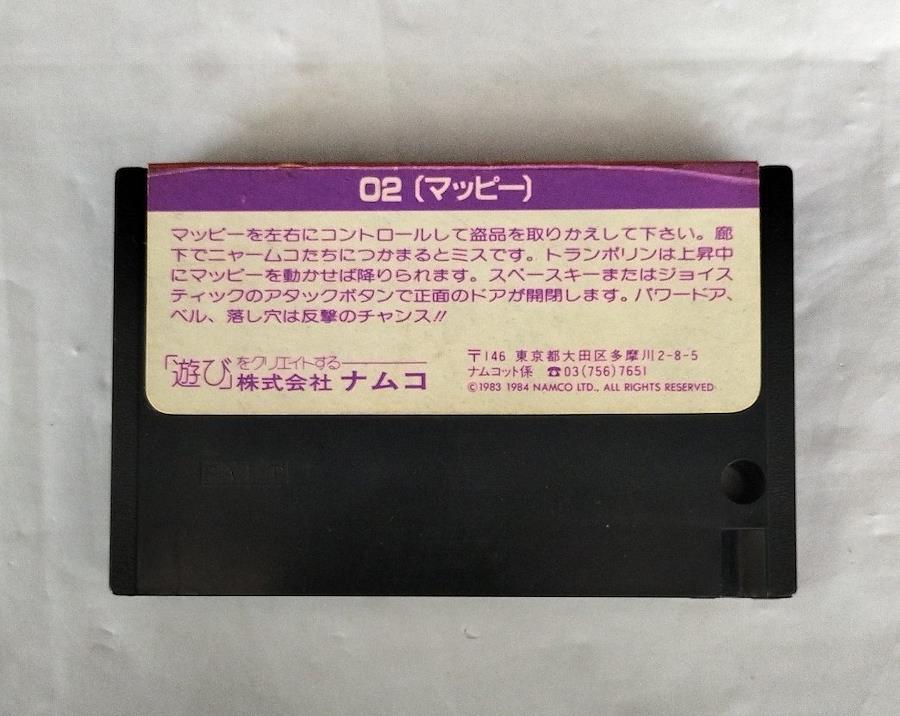 02〔マッピー〕
マッピーを左右にコントロールして盗品を取りかえして下さい。廊
下でニャームコたちにつかまるとミスです。トランポリンは上昇中
にマッピーを動かせば降りられます。スペースキーまたはジョイス
ティックのアタックボタンで正面のドアが開閉します。パワードア、
ベル、落し穴は反撃のチャンス!!
「遊び」をクリエイトする
株式会社 ナムコ
〒146 東京都大田区多摩川2-8-5
ナムコット係 ☎03(756)7651
©1983 1984 NAMCO LTD., ALL RIGHTS RESERVED